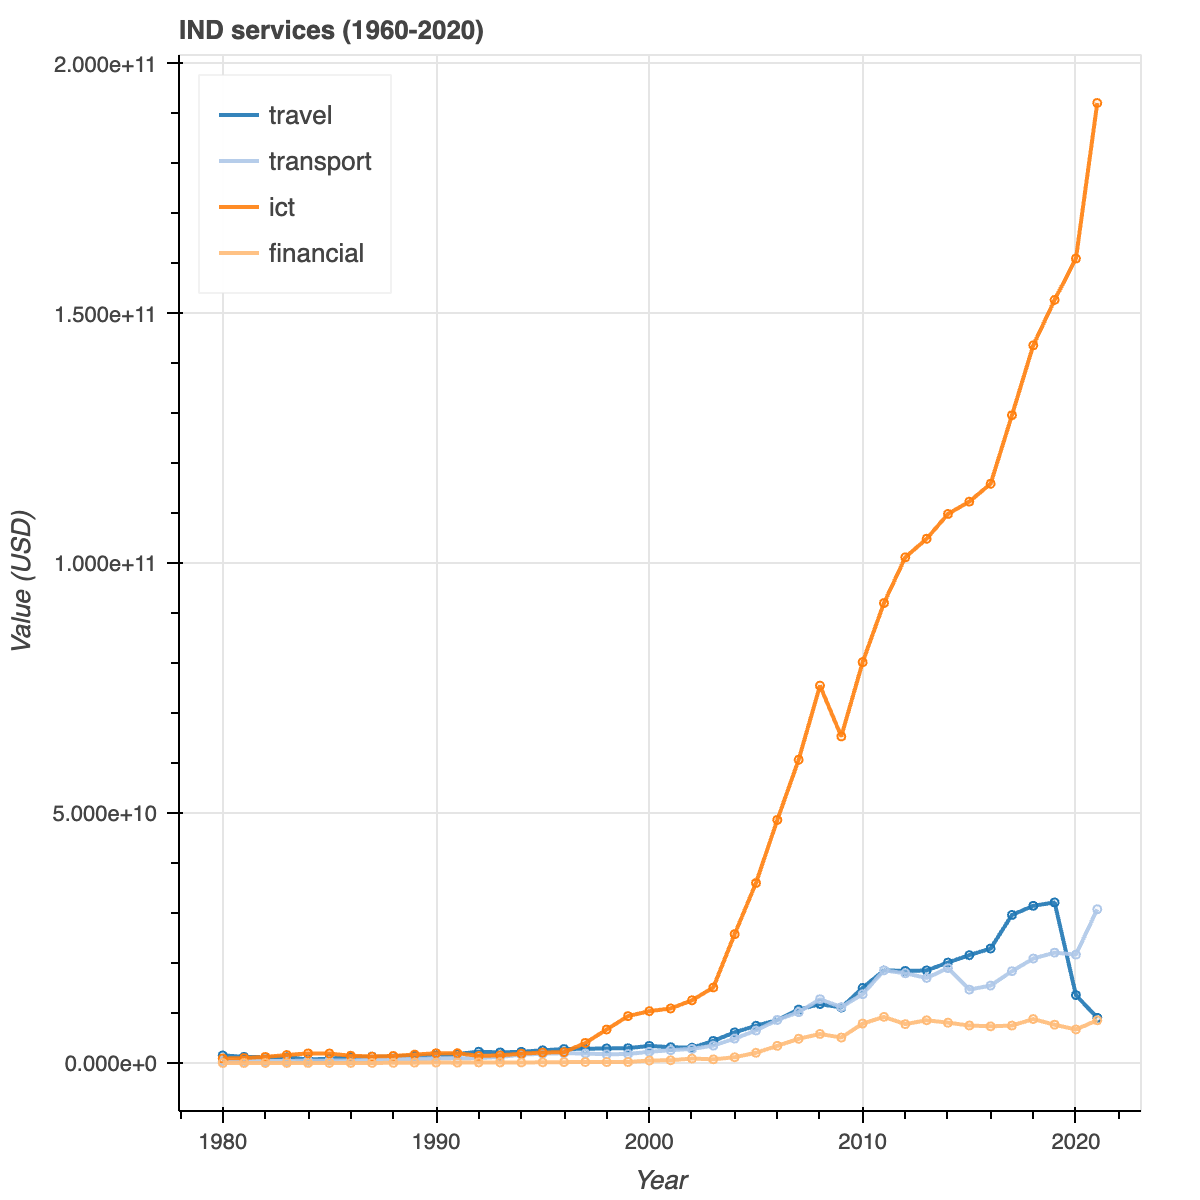 IND services (1960-2020)
2.000e+11
1.500e+11
1.000e+11
5.000e+10
0.000e+0
Value (USD)
travel
transport
ict
financial
1980 1990 2000 2010 2020
Year